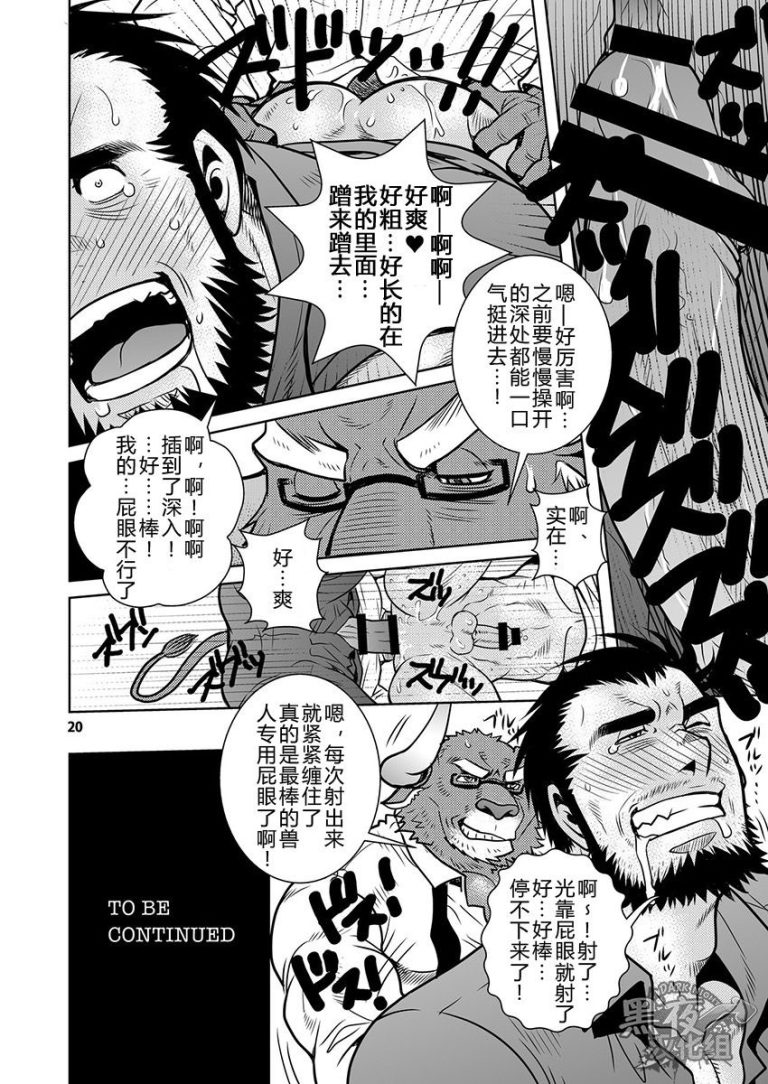 ズドッ
啊—啊啊—
好爽♥
好粗…好长的在
我的里面…
蹭来蹭去…
嗯—好厉害啊…
之前要慢慢操开
的深处都能一口
气挺进去…！
啊、
实在…
啊，啊！啊啊
插到了深入！
…好……棒！
我的…屁眼不行了
好…爽
ズンッ
20
嗯，每次射出来
就紧紧缠住了
真的是最棒的兽
人专用屁眼了啊！
ドス！
ドス！
啊～！射了…
光靠屁眼就射了
好…好棒…
停不下来了！
TO BE
CONTINUED
DARK NIGHT
黑夜
汉化组